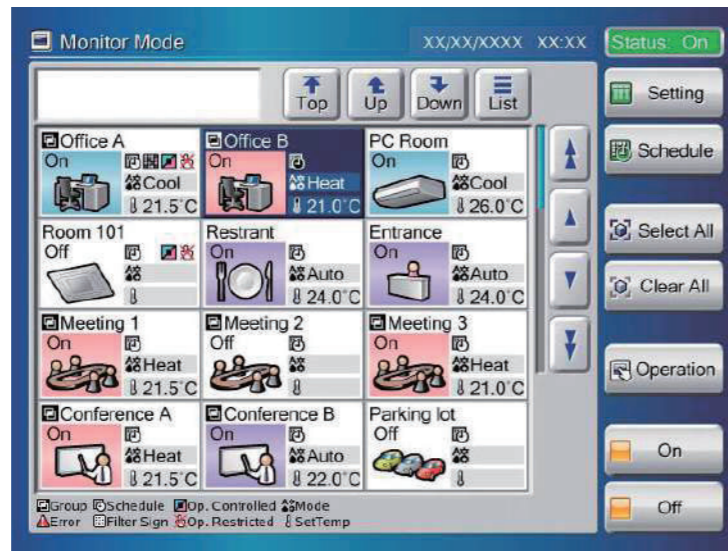 Monitor Mode XX/XX/XXXX XX:XX Status: On
Top Up Down List
Setting
Schedule
Select All
Clear All
Operation
On
Off
Office A Office B PC Room
On On On
Cool Heat Cool
21.5°C 21.0°C 26.0°C
Room 101 Restrant Entrance
Off On On
Auto Auto
24.0°C 24.0°C
Meeting 1 Meeting 2 Meeting 3
On Off On
Heat Heat
21.5°C 21.0°C
Conference A Conference B Parking lot
On On Off
Heat Auto
21.5°C 22.0°C
Group Schedule Op. Controlled Mode
Error Filter Sign Op. Restricted SetTemp